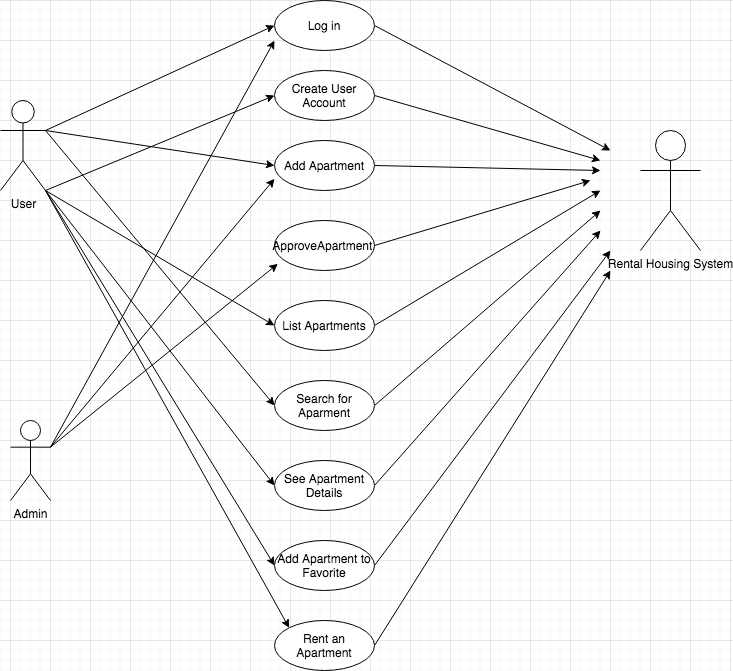 Log in
Create User
Account
Add Apartment
User
ApproveApartment
Rental Housing System
List Apartments
Search for
Aparment
See Apartment
Details
Admin
Add Apartment to
Favorite
Rent an
Apartment